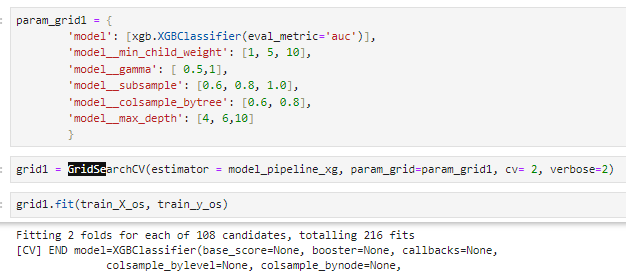 param_grid1 = {
'model': [xgb.XGBClassifier(eval_metric='auc')],
'model__min_child_weight': [1, 5, 10],
'model__gamma': [ 0.5,1],
'model__subsample': [0.6, 0.8, 1.0],
'model__colsample_bytree': [0.6, 0.8],
'model__max_depth': [4, 6,10]
}
grid1 = GridSearchCV(estimator = model_pipeline_xg, param_grid=param_grid1, cv= 2, verbose=2)
grid1.fit(train_X_os, train_y_os)
Fitting 2 folds for each of 108 candidates, totalling 216 fits
[CV] END model=XGBClassifier(base_score=None, booster=None, callbacks=None,
colsample_bylevel=None, colsample_bynode=None,